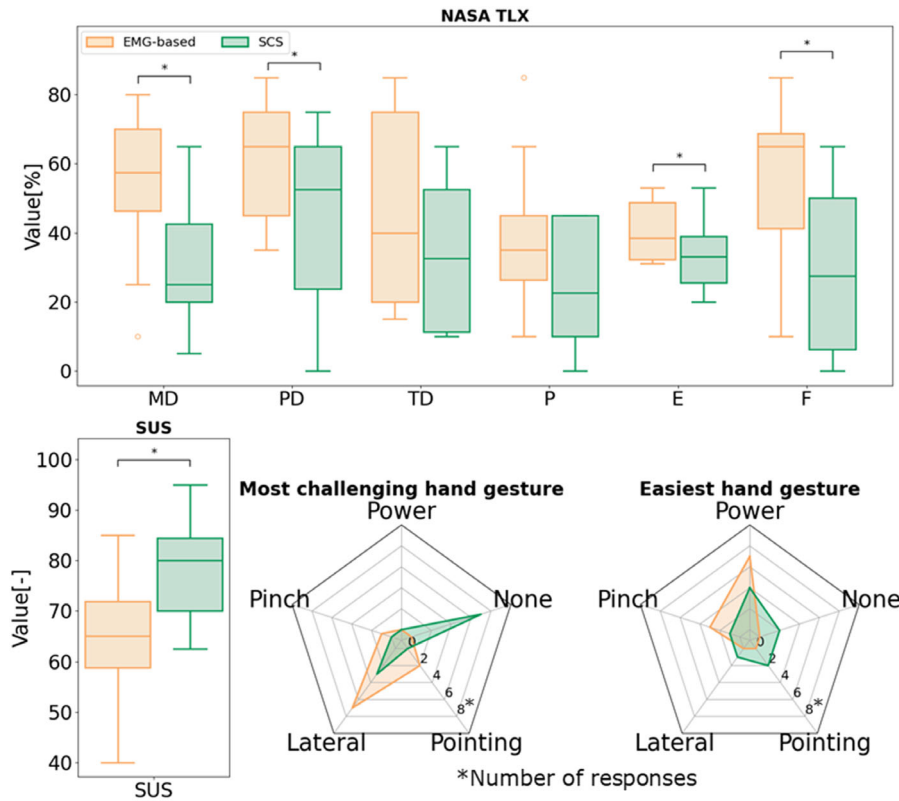 NASA TLX
EMG-based SCS
* * * * 
80
60
40
20
0
Value[%]
MD PD TD P E F
SUS
*
100
90
80
70
60
50
40
Value[-]
SUS
Most challenging hand gesture
Power
Pinch None
0
2
4
6
8 *
Lateral Pointing
Easiest hand gesture
Power
Pinch None
0
2
4
6
8 *
Lateral Pointing
*Number of responses